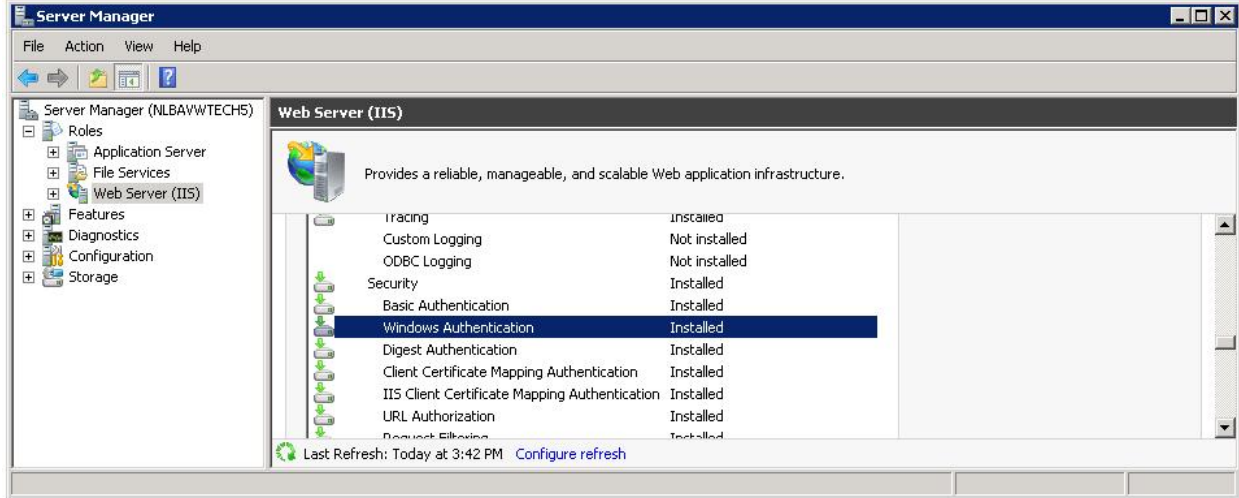 Server Manager
File Action View Help
Server Manager (NLBAVWTECH5)
Roles
Application Server
File Services
Web Server (IIS)
Features
Diagnostics
Configuration
Storage
Web Server (IIS)
Provides a reliable, manageable, and scalable Web application infrastructure.
Tracing Installed
Custom Logging Not installed
ODBC Logging Not installed
Security Installed
Basic Authentication Installed
Windows Authentication Installed
Digest Authentication Installed
Client Certificate Mapping Authentication Installed
IIS Client Certificate Mapping Authentication Installed
URL Authorization Installed
Request Filtering Installed
Last Refresh: Today at 3:42 PM Configure refresh